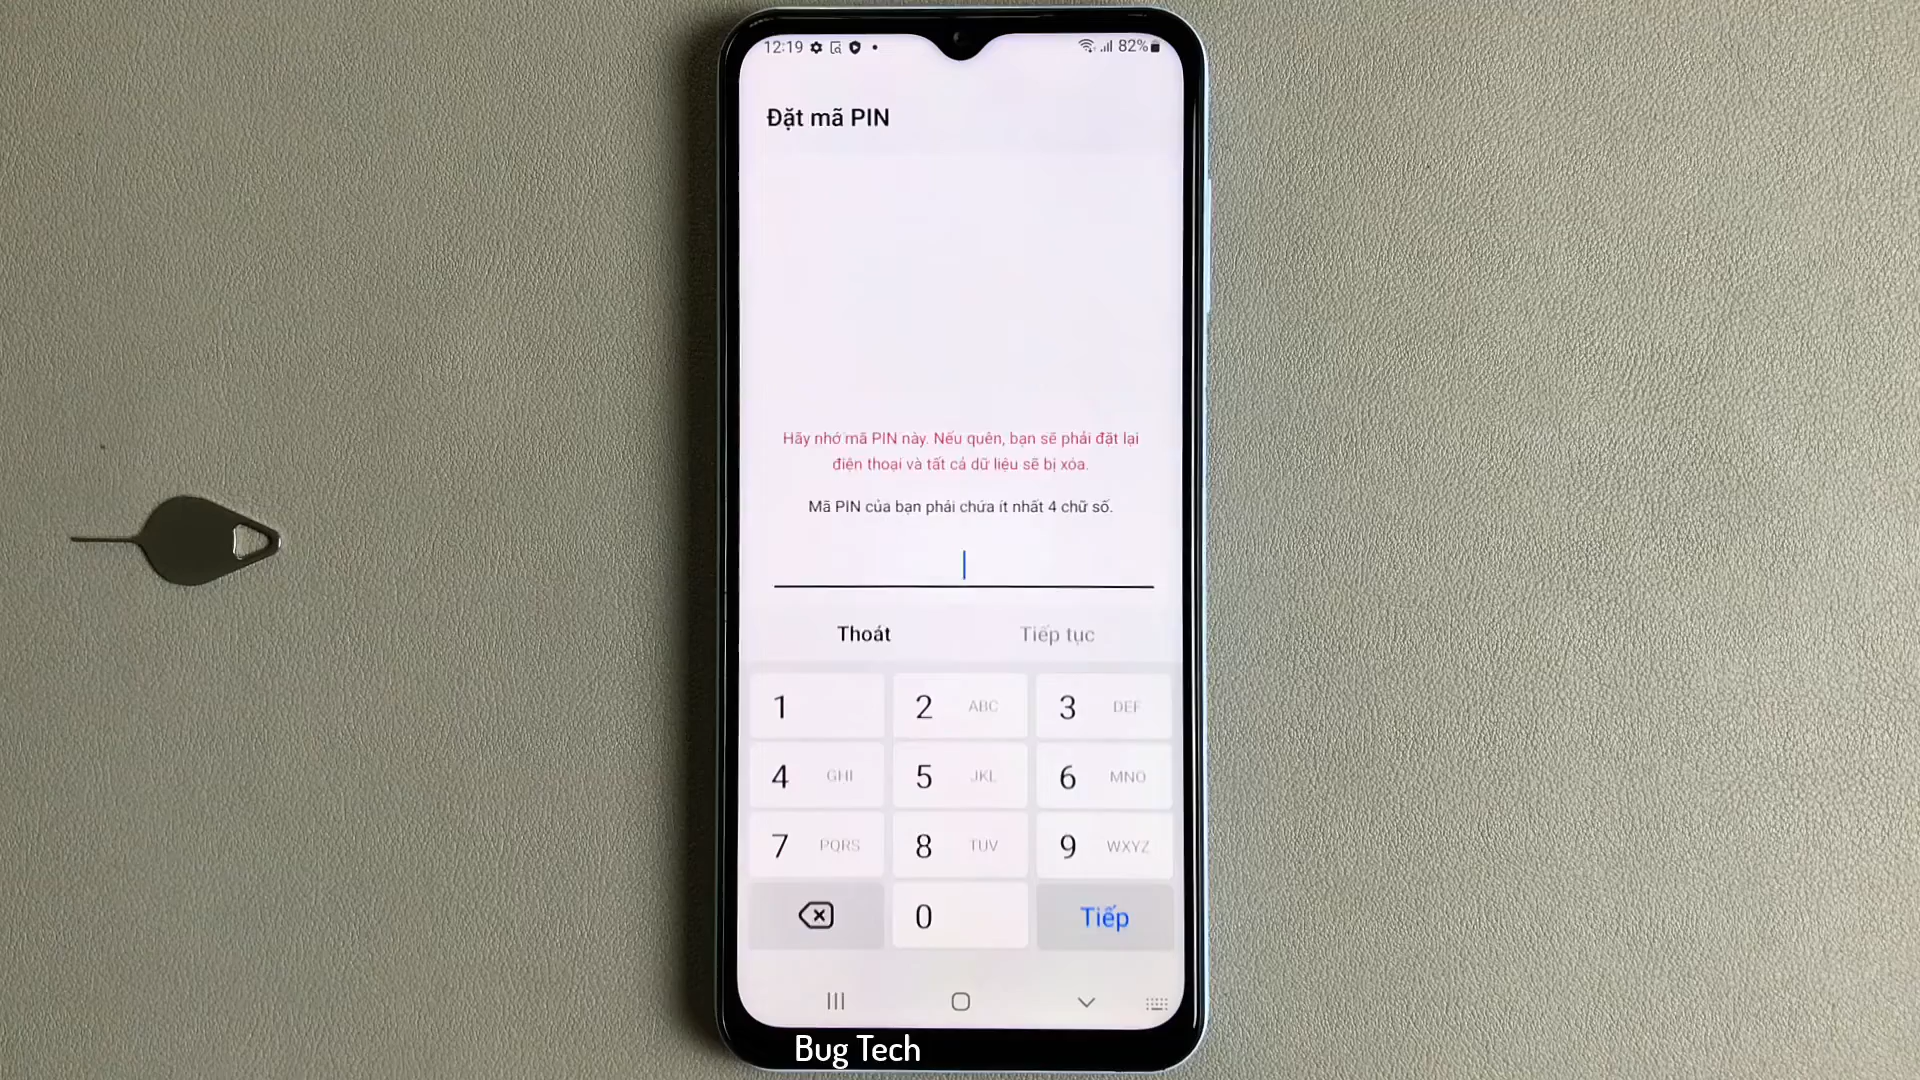 12:19
82%
Đặt mã PIN
Hãy nhớ mã PIN này. Nếu quên, bạn sẽ phải đặt lại
điện thoại và tất cả dữ liệu sẽ bị xóa.
Mã PIN của bạn phải chứa ít nhất 4 chữ số.
Thoát
Tiếp tục
1
2 ABC
3 DEF
4 GHI
5 JKL
6 MNO
7 PQRS
8 TUV
9 WXYZ
0
Tiếp
Bug Tech